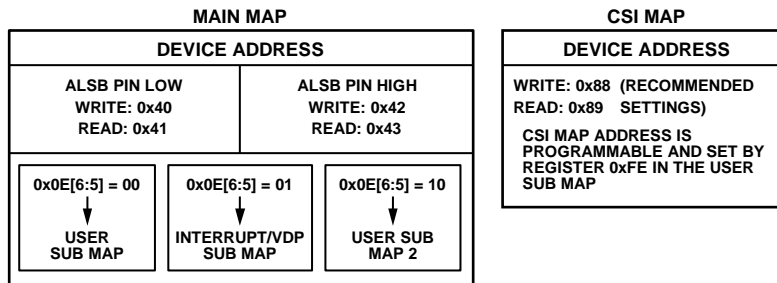 MAIN MAP
DEVICE ADDRESS
ALSB PIN LOW
WRITE: 0x40
READ: 0x41
ALSB PIN HIGH
WRITE: 0x42
READ: 0x43
0x0E[6:5] = 00
USER
SUB MAP
0x0E[6:5] = 01
INTERRUPT/VDP
SUB MAP
0x0E[6:5] = 10
USER SUB
MAP 2
CSI MAP
DEVICE ADDRESS
WRITE: 0x88 (RECOMMENDED
READ: 0x89 SETTINGS)
CSI MAP ADDRESS IS
PROGRAMMABLE AND SET BY
REGISTER 0xFE IN THE USER
SUB MAP